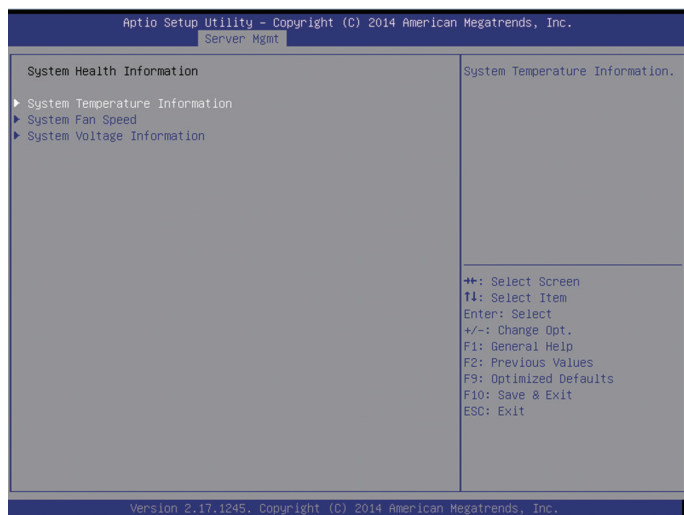 Aptio Setup Utility – Copyright (C) 2014 American Megatrends, Inc.
Server Mgmt
System Health Information
System Temperature Information
System Fan Speed
System Voltage Information
System Temperature Information.
→←: Select Screen
↑↓: Select Item
Enter: Select
+/-: Change Opt.
F1: General Help
F2: Previous Values
F9: Optimized Defaults
F10: Save & Exit
ESC: Exit
Version 2.17.1245. Copyright (C) 2014 American Megatrends, Inc.